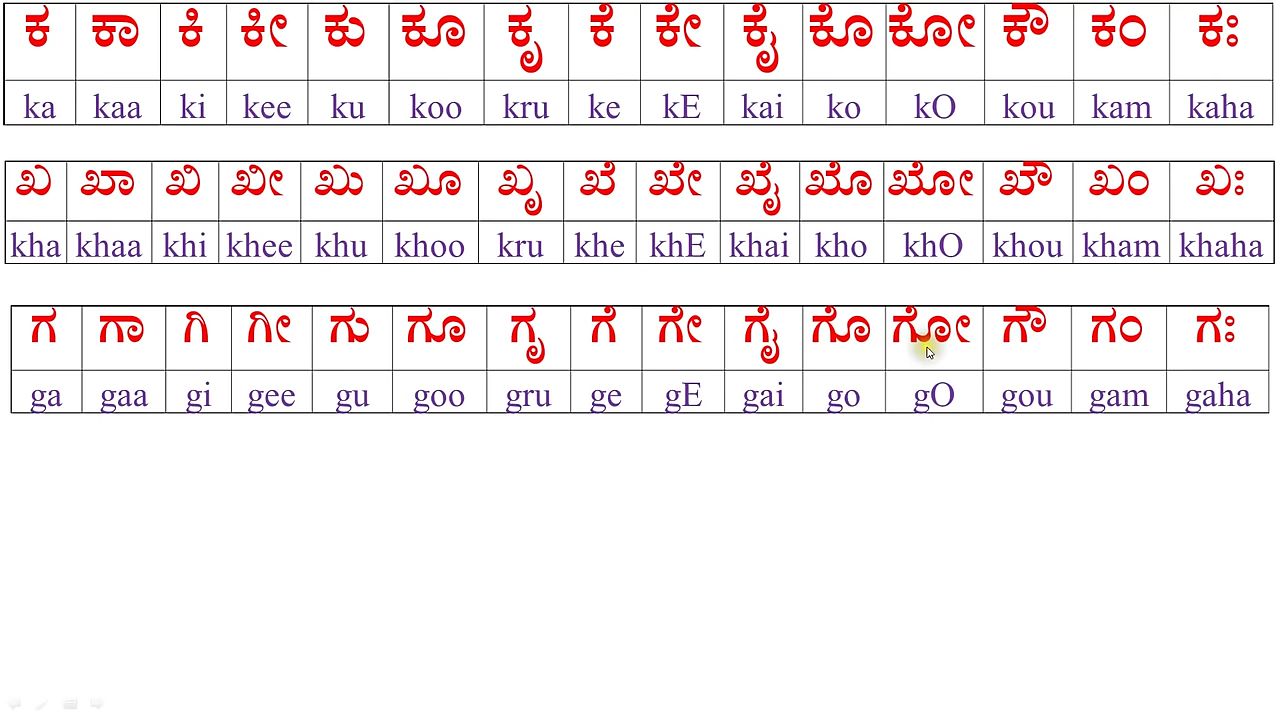 ಕ ಕಾ ಕಿ ಕೀ ಕು ಕೂ ಕೃ ಕೆ ಕೇ ಕೈ ಕೊ ಕೋ ಕೌ ಕಂ ಕಃ
ka kaa ki kee ku koo kru ke kE kai ko kO kou kam kaha
ಖ ಖಾ ಖಿ ಖೀ ಖು ಖೂ ಖೃ ಖೆ ಖೇ ಖೈ ಖೊ ಖೋ ಖೌ ಖಂ ಖಃ
kha khaa khi khee khu khoo kru khe khE khai kho khO khou kham khaha
ಗ ಗಾ ಗಿ ಗೀ ಗು ಗೂ ಗೃ ಗೆ ಗೇ ಗೈ ಗೊ ಗೋ ಗೌ ಗಂ ಗಃ
ga gaa gi gee gu goo gru ge gE gai go gO gou gam gaha